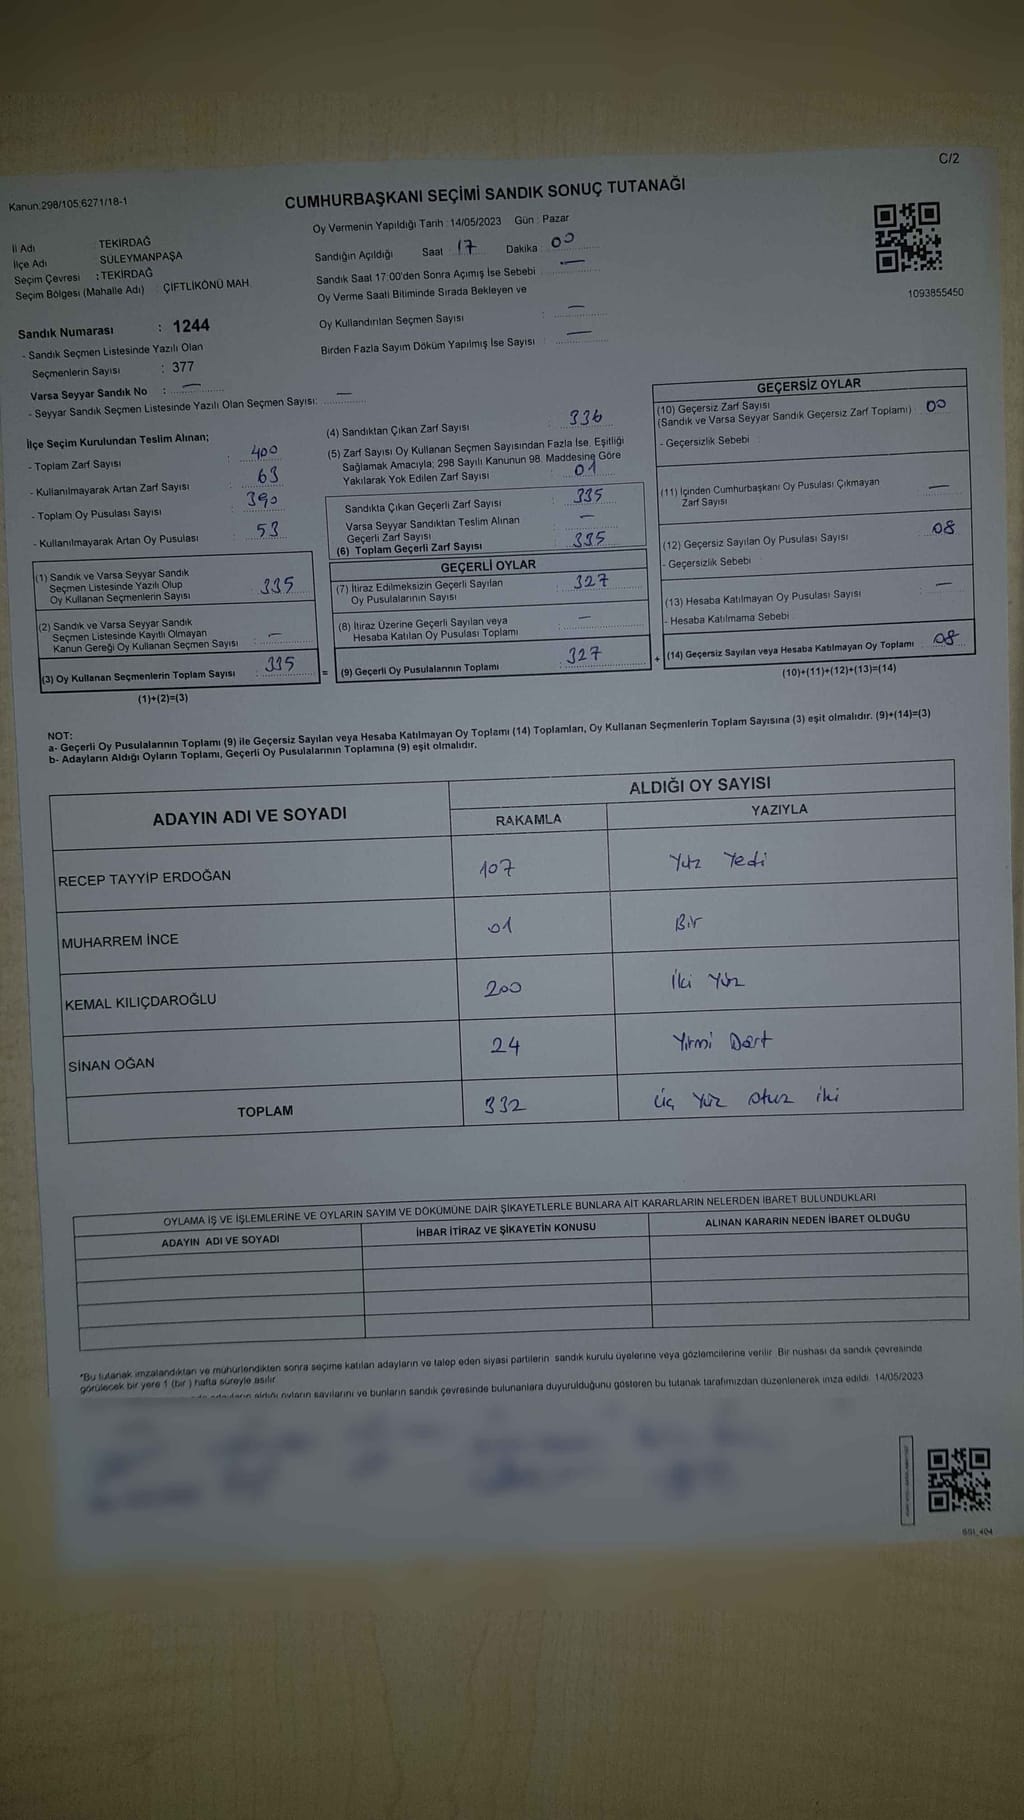 C/2
Kanun:298/105;6271/18-1
CUMHURBAŞKANI SEÇİMİ SANDIK SONUÇ TUTANAĞI
Oy Vermenin Yapıldığı Tarih : 14/05/2023 Gün : Pazar
İl Adı : TEKİRDAĞ
İlçe Adı SÜLEYMANPAŞA
Seçim Çevresi : TEKİRDAĞ
Seçim Bölgesi (Mahalle Adı) : ÇİFTLİKÖNÜ MAH.
Sandığın Açıldığı Saat 17 Dakika 00
Sandık Saat 17:00'den Sonra Açımış İse Sebebi : —
Oy Verme Saati Bitiminde Sırada Bekleyen ve
Oy Kullandırılan Seçmen Sayısı : —
Birden Fazla Sayım Döküm Yapılmış İse Sayısı : —
1093855450
Sandık Numarası : 1244
- Sandık Seçmen Listesinde Yazılı Olan
Seçmenlerin Sayısı : 377
Varsa Seyyar Sandık No : —
- Seyyar Sandık Seçmen Listesinde Yazılı Olan Seçmen Sayısı: —
İlçe Seçim Kurulundan Teslim Alınan;
- Toplam Zarf Sayısı : 400
- Kullanılmayarak Artan Zarf Sayısı : 63
- Toplam Oy Pusulası Sayısı : 390
- Kullanılmayarak Artan Oy Pusulası : 53
(4) Sandıktan Çıkan Zarf Sayısı : 336
(5) Zarf Sayısı Oy Kullanan Seçmen Sayısından Fazla İse, Eşitliği
Sağlamak Amacıyla; 298 Sayılı Kanunun 98. Maddesine Göre
Yakılarak Yok Edilen Zarf Sayısı : 01
Sandıkta Çıkan Geçerli Zarf Sayısı : 335
Varsa Seyyar Sandıktan Teslim Alınan
Geçerli Zarf Sayısı : —
(6) Toplam Geçerli Zarf Sayısı : 335
GEÇERSİZ OYLAR
(10) Geçersiz Zarf Sayısı
(Sandık ve Varsa Seyyar Sandık Geçersiz Zarf Toplamı) : 00
- Geçersizlik Sebebi :
(11) İçinden Cumhurbaşkanı Oy Pusulası Çıkmayan
Zarf Sayısı : —
(12) Geçersiz Sayılan Oy Pusulası Sayısı : 08
- Geçersizlik Sebebi :
(13) Hesaba Katılmayan Oy Pusulası Sayısı : —
- Hesaba Katılmama Sebebi :
(14) Geçersiz Sayılan veya Hesaba Katılmayan Oy Toplamı : 08
(10)+(11)+(12)+(13)=(14)
(1) Sandık ve Varsa Seyyar Sandık
Seçmen Listesinde Yazılı Olup
Oy Kullanan Seçmenlerin Sayısı : 335
(2) Sandık ve Varsa Seyyar Sandık
Seçmen Listesinde Kayıtlı Olmayan
Kanun Gereği Oy Kullanan Seçmen Sayısı : —
(3) Oy Kullanan Seçmenlerin Toplam Sayısı : 335
(1)+(2)=(3)
=
GEÇERLİ OYLAR
(7) İtiraz Edilmeksizin Geçerli Sayılan
Oy Pusulalarının Sayısı : 327
(8) İtiraz Üzerine Geçerli Sayılan veya
Hesaba Katılan Oy Pusulası Toplamı : —
(9) Geçerli Oy Pusulalarının Toplamı : 327
+
NOT:
a- Geçerli Oy Pusulalarının Toplamı (9) ile Geçersiz Sayılan veya Hesaba Katılmayan Oy Toplamı (14) Toplamları, Oy Kullanan Seçmenlerin Toplam Sayısına (3) eşit olmalıdır. (9)+(14)=(3)
b- Adayların Aldığı Oyların Toplamı, Geçerli Oy Pusulalarının Toplamına (9) eşit olmalıdır.
ADAYIN ADI VE SOYADI ALDIĞI OY SAYISI
RAKAMLA YAZIYLA
RECEP TAYYİP ERDOĞAN 107 Yüz Yedi
MUHARREM İNCE 01 Bir
KEMAL KILIÇDAROĞLU 200 İki Yüz
SİNAN OĞAN 24 Yirmi Dört
TOPLAM 332 Üç Yüz otuz iki
OYLAMA İŞ VE İŞLEMLERİNE VE OYLARIN SAYIM VE DÖKÜMÜNE DAİR ŞİKAYETLERLE BUNLARA AİT KARARLARIN NELERDEN İBARET BULUNDUKLARI
ADAYIN ADI VE SOYADI İHBAR İTİRAZ VE ŞİKAYETİN KONUSU ALINAN KARARIN NEDEN İBARET OLDUĞU
*Bu tutanak imzalandıktan ve mühürlendikten sonra seçime katılan adayların ve talep eden siyasi partilerin sandık kurulu üyelerine veya gözlemcilerine verilir. Bir nushası da sandık çevresinde
görülecek bir yere 1 (bir ) hafta süreyle asılır.
aldığı oyların sayılarını ve bunların sandık çevresinde bulunanlara duyurulduğunu gösteren bu tutanak tarafımızdan düzenlenerek imza edildi. 14/05/2023